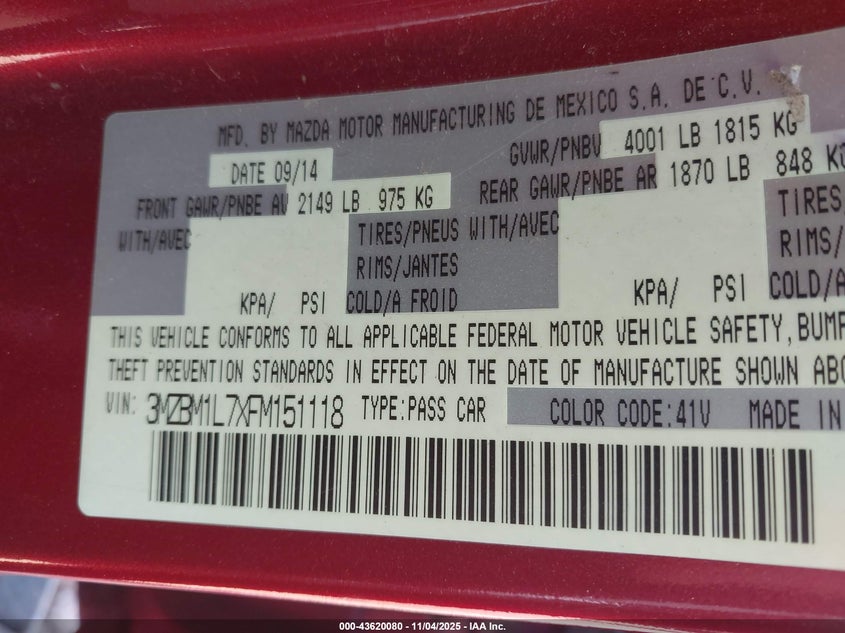 MFD. BY MAZDA MOTOR MANUFACTURING DE MEXICO S.A. DE C.V.
DATE 09/14 GVWR/PNBV 4001 LB 1815 KG
FRONT GAWR/PNBE AV 2149 LB 975 KG REAR GAWR/PNBE AR 1870 LB 848 KG
WITH/AVEC TIRES/PNEUS WITH/AVEC TIRES/
RIMS/JANTES RIMS/
KPA/ PSI COLD/A FROID KPA/ PSI COLD/A
THIS VEHICLE CONFORMS TO ALL APPLICABLE FEDERAL MOTOR VEHICLE SAFETY, BUMP
THEFT PREVENTION STANDARDS IN EFFECT ON THE DATE OF MANUFACTURE SHOWN ABO
VIN: 3MZBM1L7XFM151118 TYPE:PASS CAR COLOR CODE:41V MADE IN
000-43620080 - 11/04/2025 - IAA Inc.